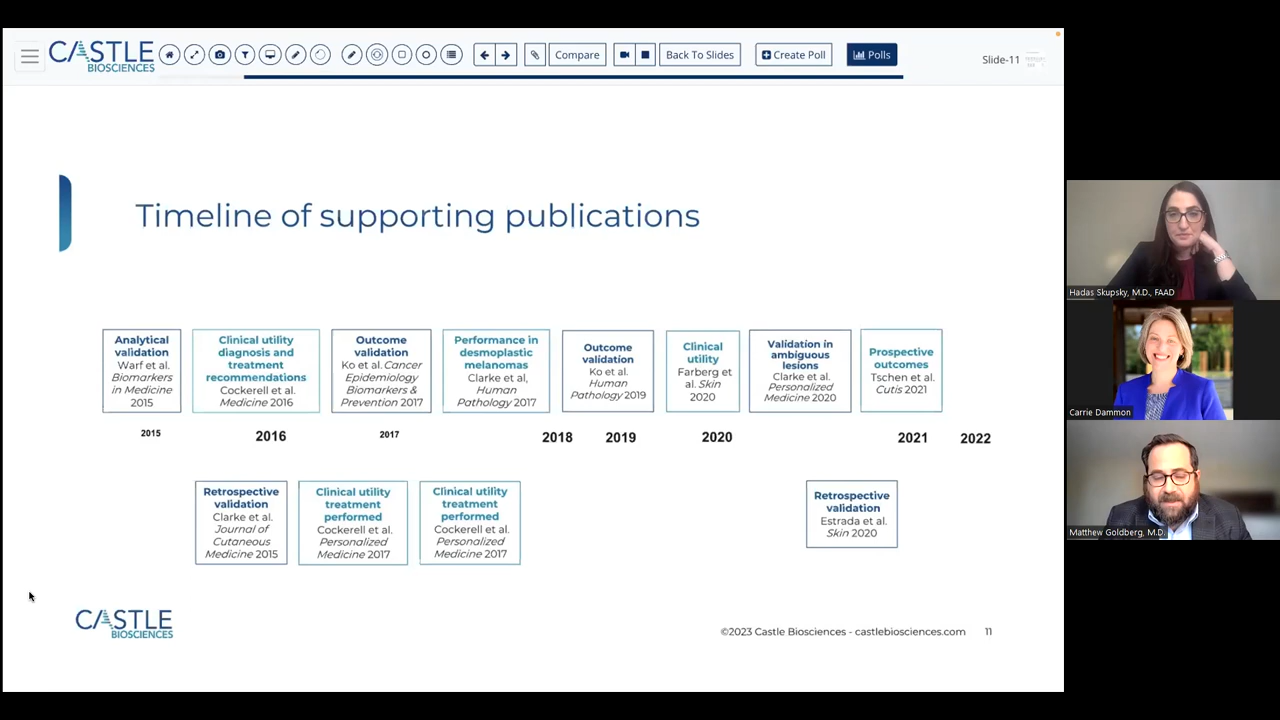 CASTLE
BIOSCIENCES
Compare
Back To Slides
Create Poll
Polls
Slide-11
Timeline of supporting publications
Analytical
validation
Warf et al.
Biomarkers
in Medicine
2015
Clinical utility
diagnosis and
treatment
recommendations
Cockerell et al.
Medicine 2016
Outcome
validation
Ko et al. Cancer
Epidemiology
Biomarkers &
Prevention 2017
Performance in
desmoplastic
melanomas
Clarke et al,
Human
Pathology 2017
Outcome
validation
Ko et al.
Human
Pathology 2019
Clinical
utility
Farberg et
al. Skin
2020
Validation in
ambiguous
lesions
Clarke et al.
Personalized
Medicine 2020
Prospective
outcomes
Tschen et al.
Cutis 2021
2015
2016
2017
2018
2019
2020
2021
2022
Retrospective
validation
Clarke et al.
Journal of
Cutaneous
Medicine 2015
Clinical utility
treatment
performed
Cockerell et al.
Personalized
Medicine 2017
Clinical utility
treatment
performed
Cockerell et al.
Personalized
Medicine 2017
Retrospective
validation
Estrada et al.
Skin 2020
CASTLE
BIOSCIENCES
©2023 Castle Biosciences - castlebiosciences.com
11
Hadas Skupsky, M.D., FAAD
Carrie Dammon
Matthew Goldberg, M.D.